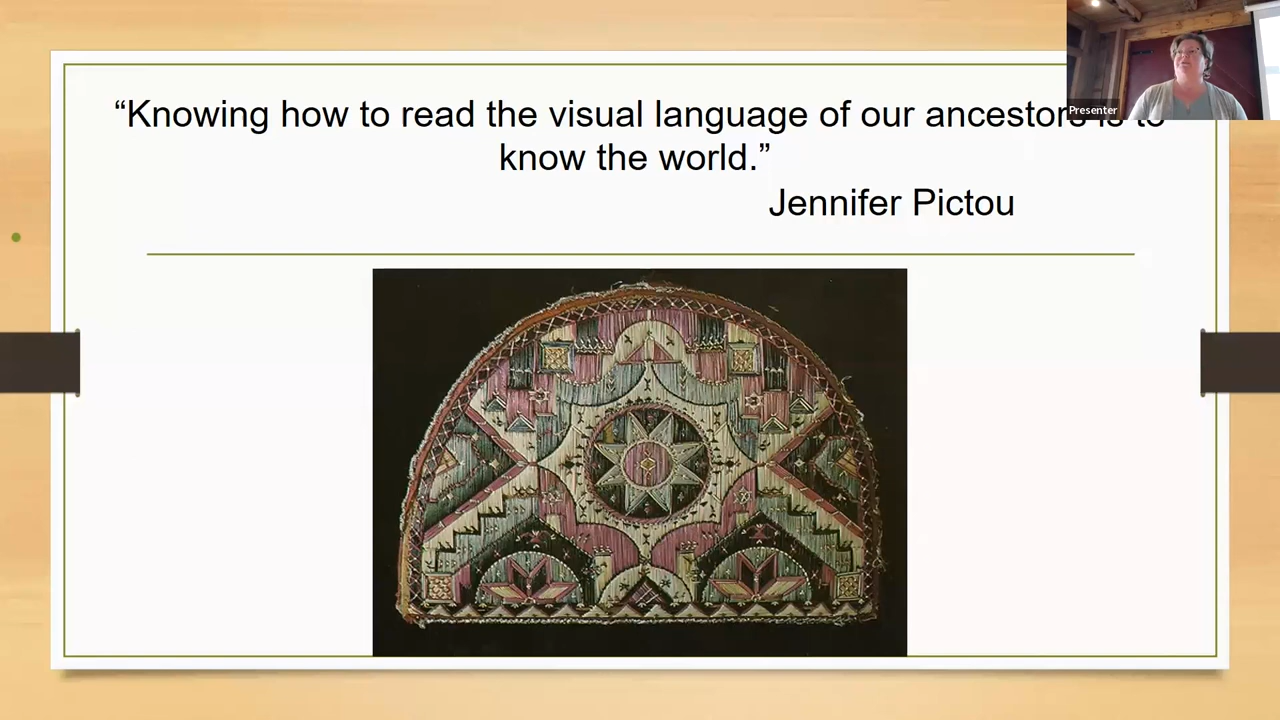 “Knowing how to read the visual language of our ancestors is to
know the world.”
Jennifer Pictou
Presenter